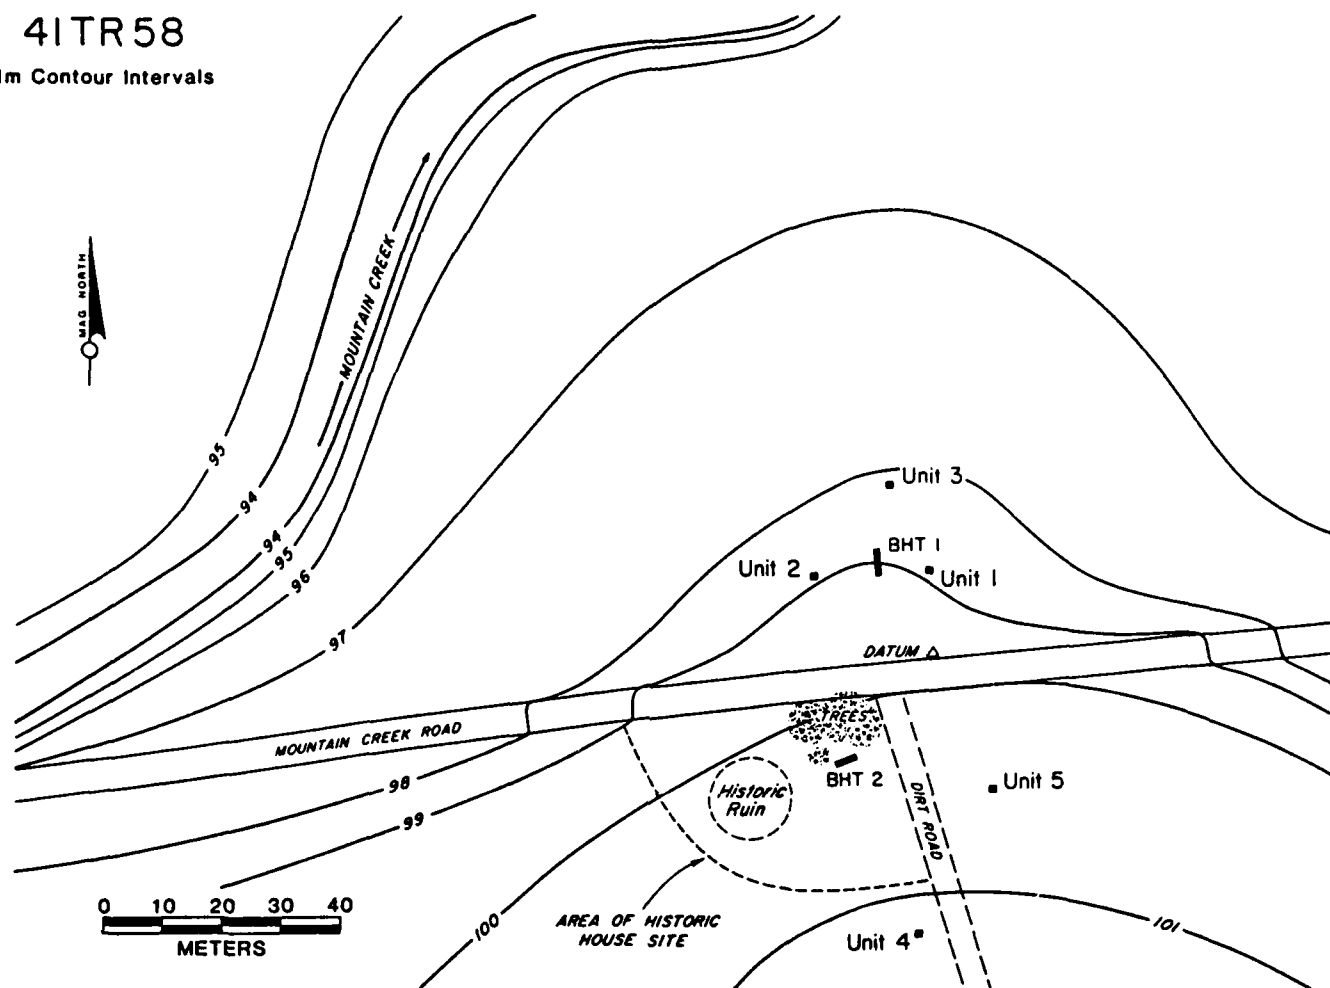 41TR58
1m Contour Intervals
MAG NORTH
MOUNTAIN CREEK
95
94
94
95
96
97
Unit 3
BHT 1
Unit 2
Unit 1
DATUM
MOUNTAIN CREEK ROAD
TREES
98
99
Historic
Ruin
BHT 2
Unit 5
DIRT ROAD
0 10 20 30 40
METERS
100
AREA OF HISTORIC
HOUSE SITE
Unit 4
101